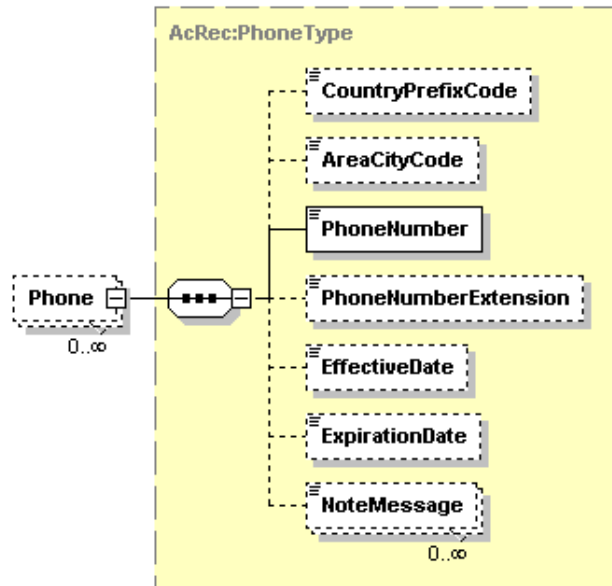 AcRec:PhoneType
CountryPrefixCode
AreaCityCode
PhoneNumber
Phone
0..∞
PhoneNumberExtension
EffectiveDate
ExpirationDate
NoteMessage
0..∞